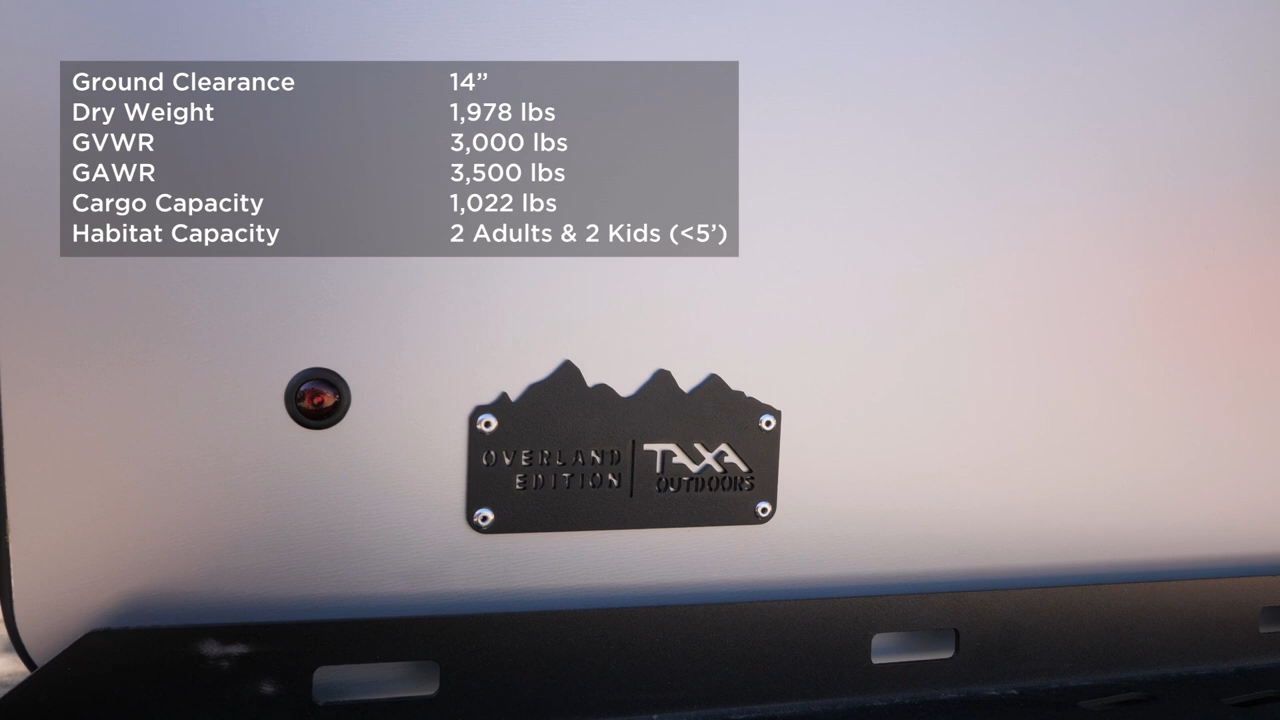 Ground Clearance 14”
Dry Weight 1,978 lbs
GVWR 3,000 lbs
GAWR 3,500 lbs
Cargo Capacity 1,022 lbs
Habitat Capacity 2 Adults & 2 Kids (<5’)
OVERLAND EDITION
TAXA OUTDOORS